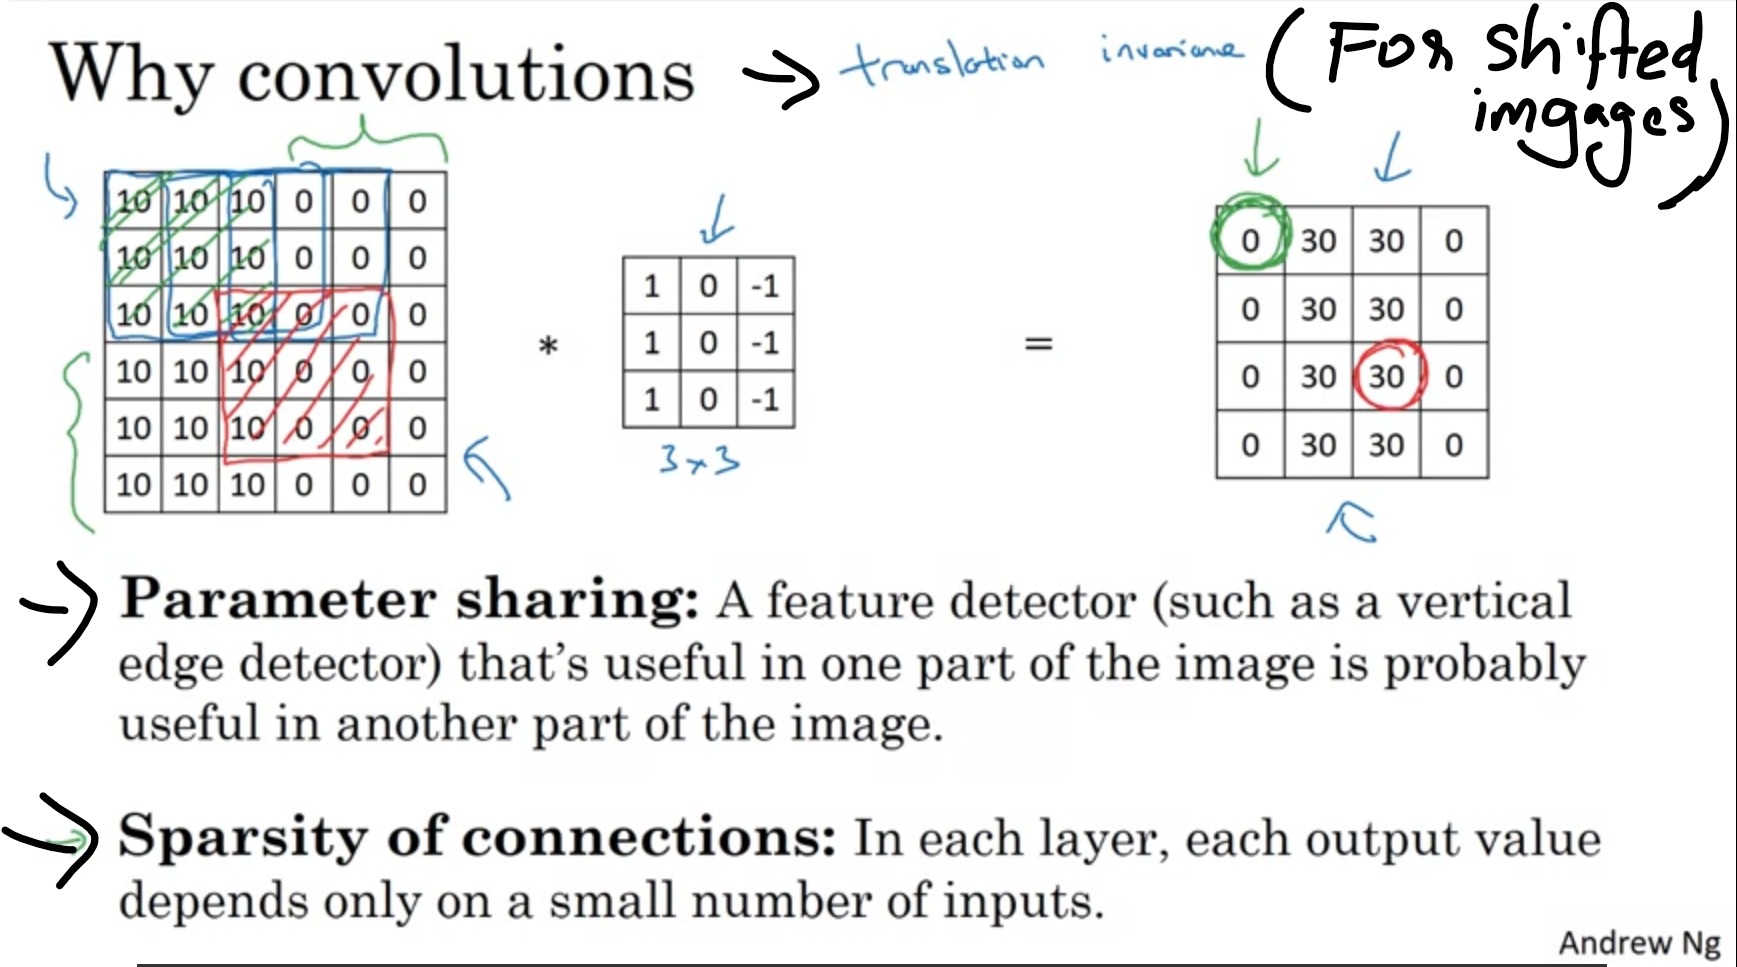 Why convolutions → translation invariance (For shifted
imgages)
10 10 10 0 0 0
10 10 10 0 0 0
10 10 10 0 0 0
10 10 10 0 0 0
10 10 10 0 0 0
10 10 10 0 0 0
*
1 0 -1
1 0 -1
1 0 -1
3×3
=
0 30 30 0
0 30 30 0
0 30 30 0
0 30 30 0
→ Parameter sharing: A feature detector (such as a vertical
edge detector) that's useful in one part of the image is probably
useful in another part of the image.
→ Sparsity of connections: In each layer, each output value
depends only on a small number of inputs.
Andrew Ng